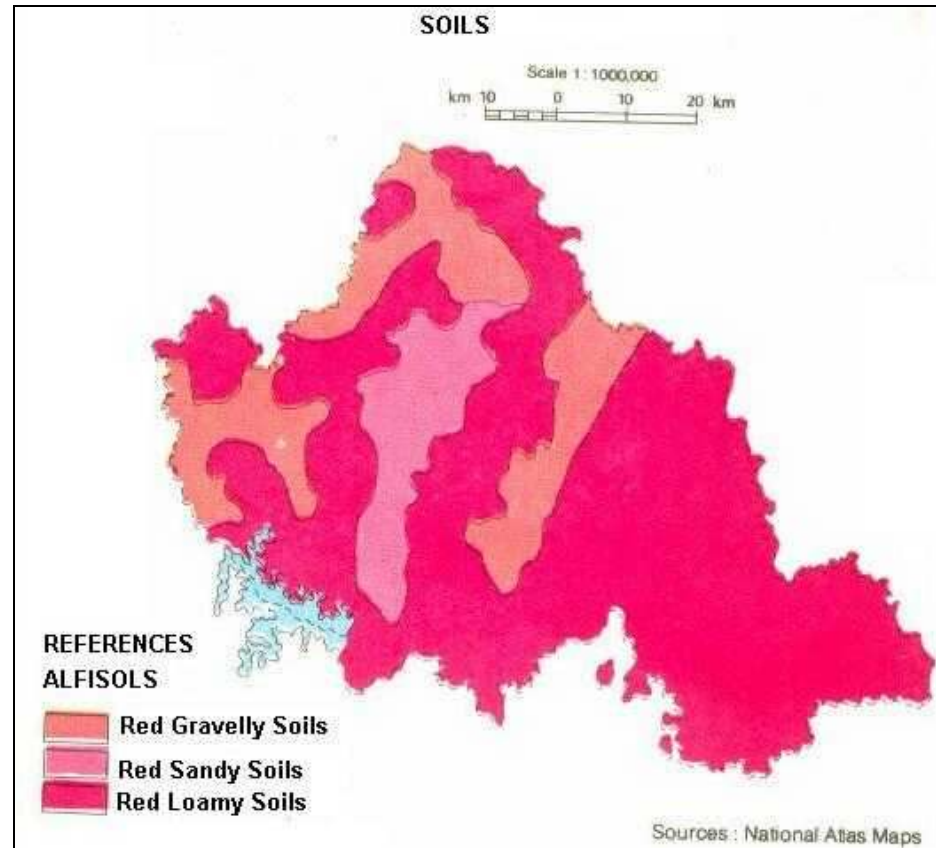 SOILS
Scale 1: 1000,000
km 10 0 10 20 km
REFERENCES
ALFISOLS
Red Gravelly Soils
Red Sandy Soils
Red Loamy Soils
Sources : National Atlas Maps